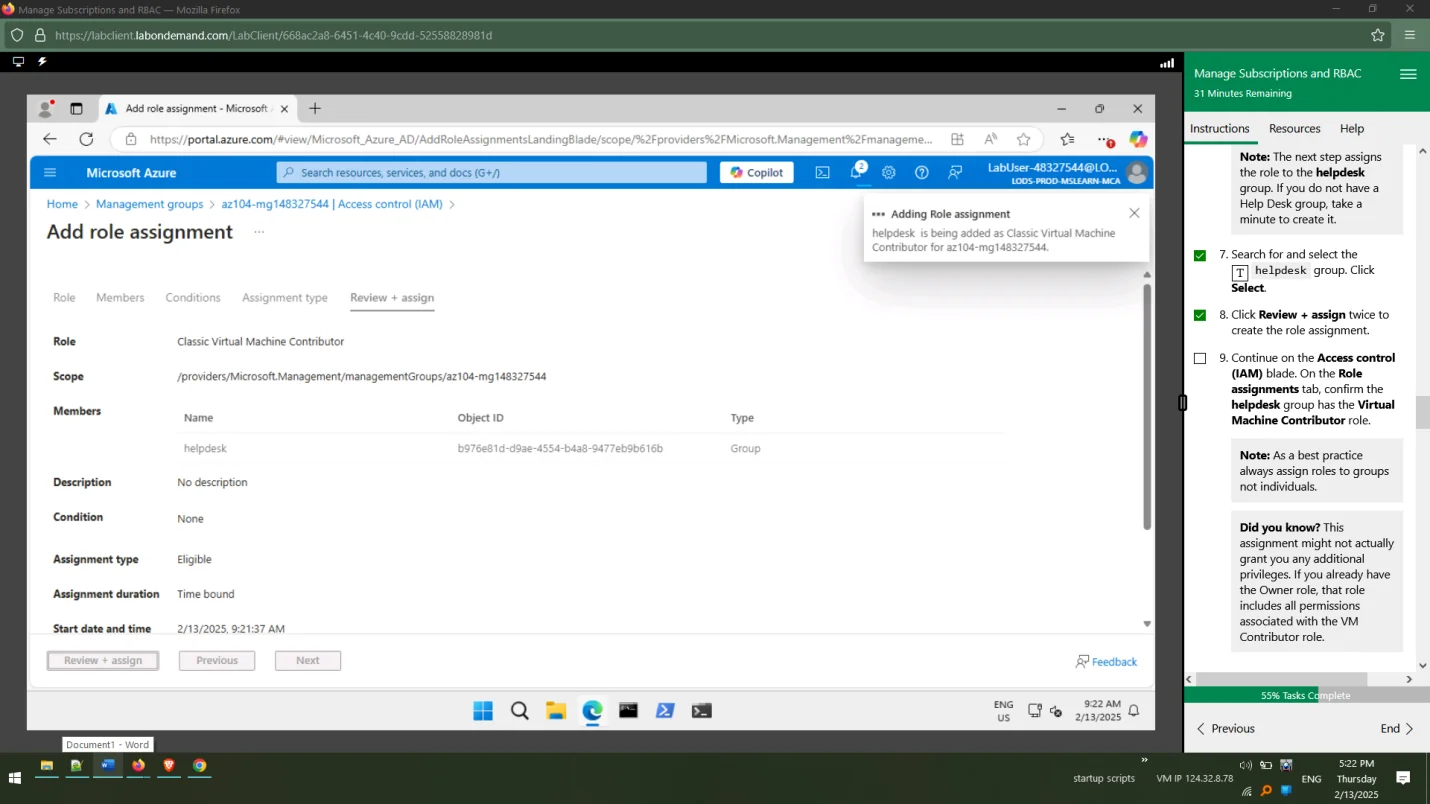 Manage Subscriptions and RBAC — Mozilla Firefox
https://labclient.labondemand.com/LabClient/668ac2a8-6451-4c40-9cdd-52558828981d
Add role assignment - Microsoft A
https://portal.azure.com/#view/Microsoft_Azure_AD/AddRoleAssignmentsLandingBlade/scope/%2Fproviders%2FMicrosoft.Management%2Fmanageme...
Microsoft Azure
Search resources, services, and docs (G+/)
Copilot
2
LabUser-48327544@LO...
LODS-PROD-MSLEARN-MCA
Home > Management groups > az104-mg148327544 | Access control (IAM) >
Add role assignment ...
Adding Role assignment
helpdesk is being added as Classic Virtual Machine
Contributor for az104-mg148327544.
Role Members Conditions Assignment type Review + assign
Role Classic Virtual Machine Contributor
Scope /providers/Microsoft.Management/managementGroups/az104-mg148327544
Members
Name Object ID Type
helpdesk b976e81d-d9ae-4554-b4a8-9477eb9b616b Group
Description No description
Condition None
Assignment type Eligible
Assignment duration Time bound
Start date and time 2/13/2025, 9:21:37 AM
Review + assign Previous Next
Feedback
ENG
US
9:22 AM
2/13/2025
Manage Subscriptions and RBAC
31 Minutes Remaining
Instructions Resources Help
Note: The next step assigns
the role to the helpdesk
group. If you do not have a
Help Desk group, take a
minute to create it.
7. Search for and select the
T helpdesk group. Click
Select.
8. Click Review + assign twice to
create the role assignment.
9. Continue on the Access control
(IAM) blade. On the Role
assignments tab, confirm the
helpdesk group has the Virtual
Machine Contributor role.
Note: As a best practice
always assign roles to groups
not individuals.
Did you know? This
assignment might not actually
grant you any additional
privileges. If you already have
the Owner role, that role
includes all permissions
associated with the VM
Contributor role.
55% Tasks Complete
Previous End
Document1 - Word
startup scripts
VM IP 124.32.8.78
ENG
5:22 PM
Thursday
2/13/2025